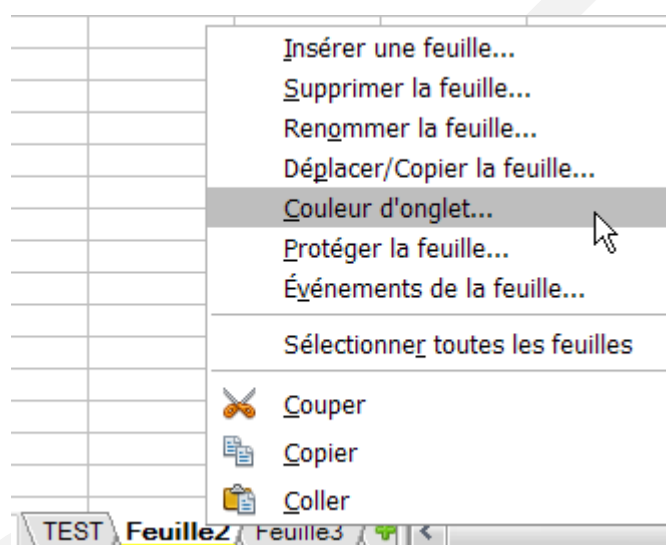 Insérer une feuille...
Supprimer la feuille...
Renommer la feuille...
Déplacer/Copier la feuille...
Couleur d'onglet...
Protéger la feuille...
Événements de la feuille...
Sélectionner toutes les feuilles
Couper
Copier
Coller
TEST Feuille2 Feuille3